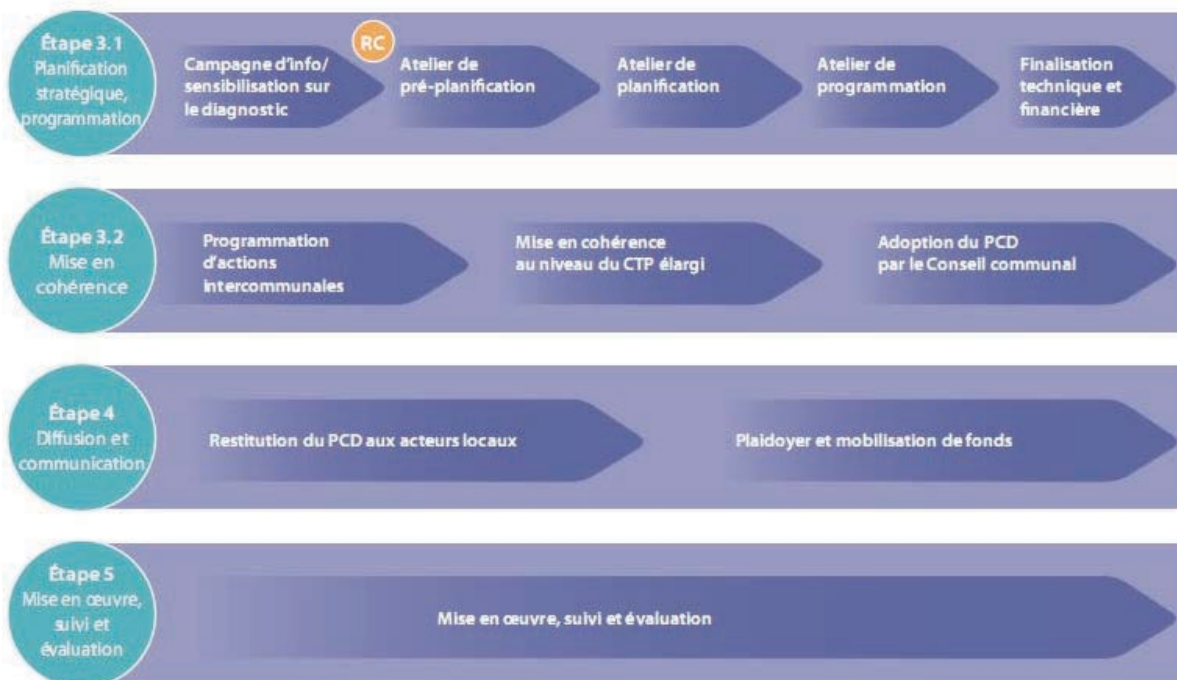 Étape 3.1
Planification
stratégique,
programmation
Campagne d'info/
sensibilisation sur
le diagnostic
RC
Atelier de
pré-planification
Atelier de
planification
Atelier de
programmation
Finalisation
technique et
financière
Étape 3.2
Mise en
cohérence
Programmation
d'actions
intercommunales
Mise en cohérence
au niveau du CTP élargi
Adoption du PCD
par le Conseil communal
Étape 4
Diffusion et
communication
Restitution du PCD aux acteurs locaux
Plaidoyer et mobilisation de fonds
Étape 5
Mise en œuvre,
suivi et
évaluation
Mise en œuvre, suivi et évaluation